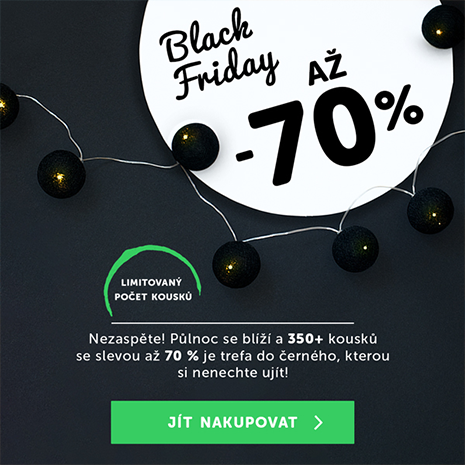 Black
Friday
AŽ
-70%
LIMITOVANÝ
POČET KOUSKŮ
Nezaspěte! Půlnoc se blíží a 350+ kousků
se slevou až 70 % je trefa do černého, kterou
si nenechte ujít!
JÍT NAKUPOVAT